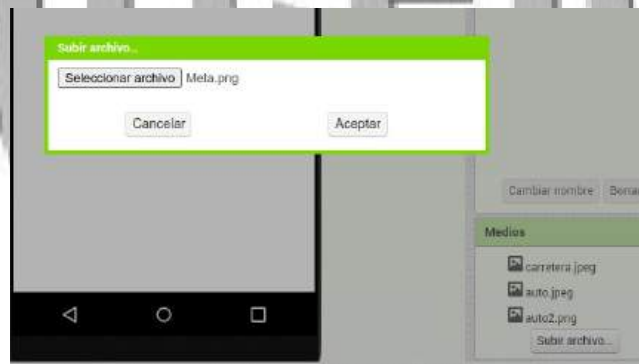 Subir archivo...
Seleccionar archivo Meta.png
Cancelar Aceptar
Cambiar nombre
Medios
carretera.jpeg
auto.jpeg
auto2.png
Subir archivo...